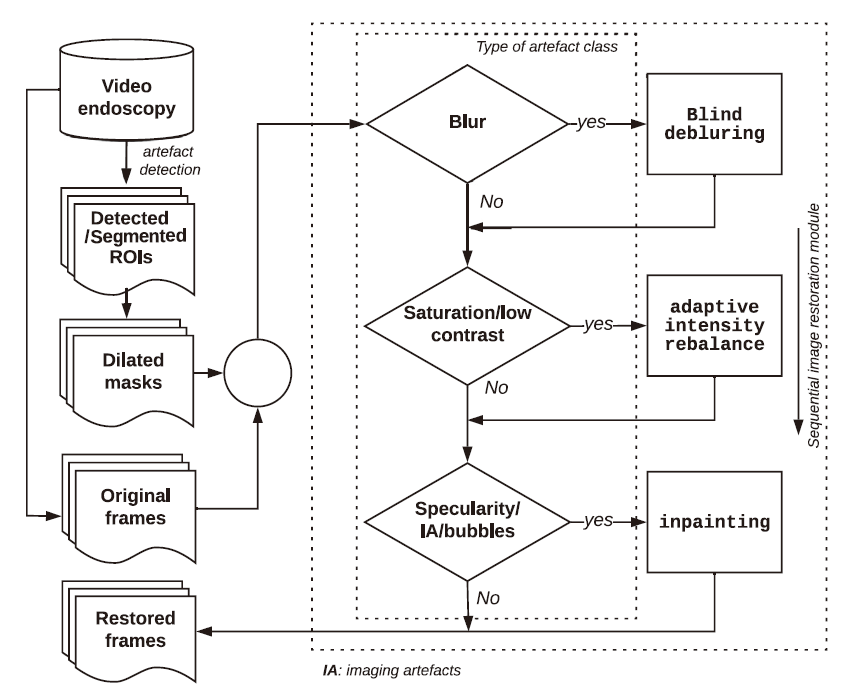 Type of artefact class
Video
endoscopy
artefact
detection
Detected
/Segmented
ROIs
Dilated
masks
Original
frames
Restored
frames
Blur
yes
Blind
debluring
No
Saturation/low
contrast
yes
adaptive
intensity
rebalance
No
Specularity/
IA/bubbles
yes
inpainting
No
Sequential image restoration module
IA: imaging artefacts